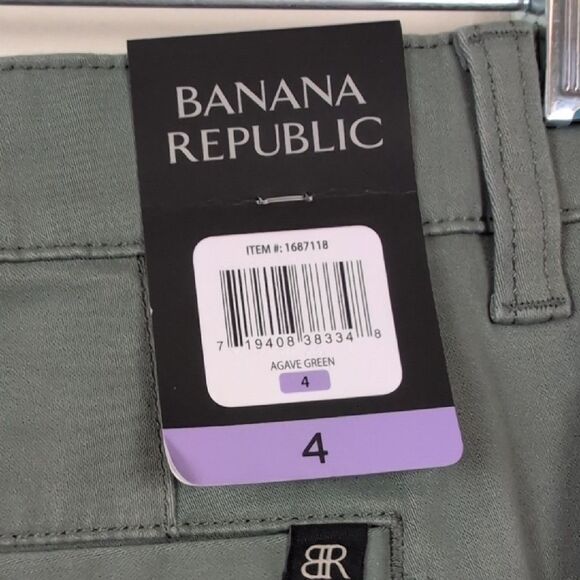 BANANA
REPUBLIC
ITEM #: 1687118
7 19408 38334 8
AGAVE GREEN
4
4
BR